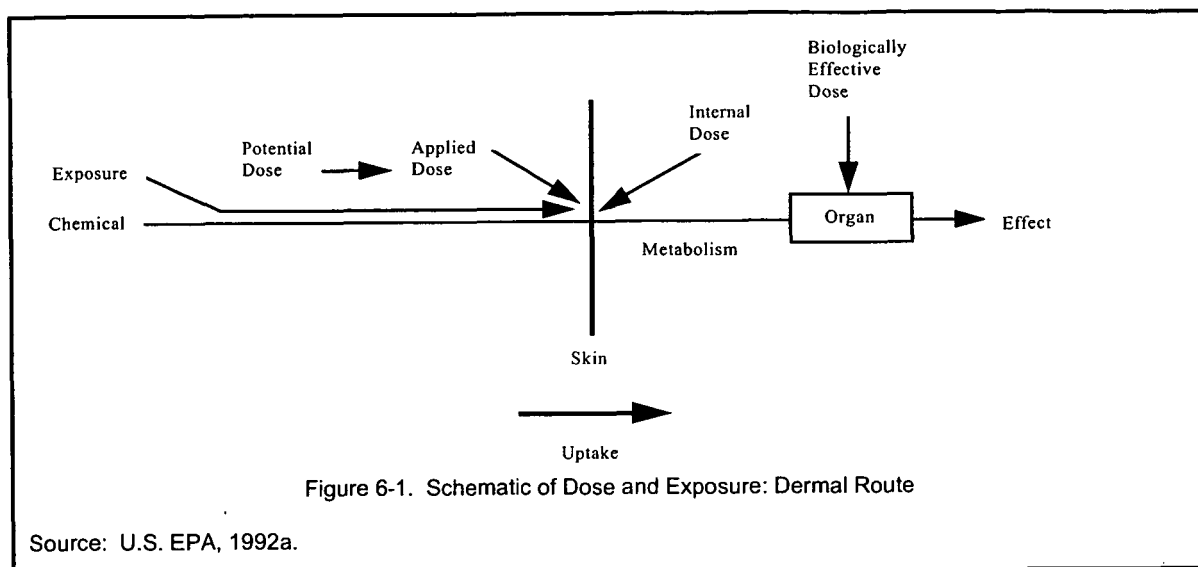 Biologically
Effective
Dose
Internal
Dose
Potential
Dose
Applied
Dose
Exposure
Chemical
Organ
Effect
Metabolism
Skin
Uptake
Figure 6-1. Schematic of Dose and Exposure: Dermal Route
Source: U.S. EPA, 1992a.